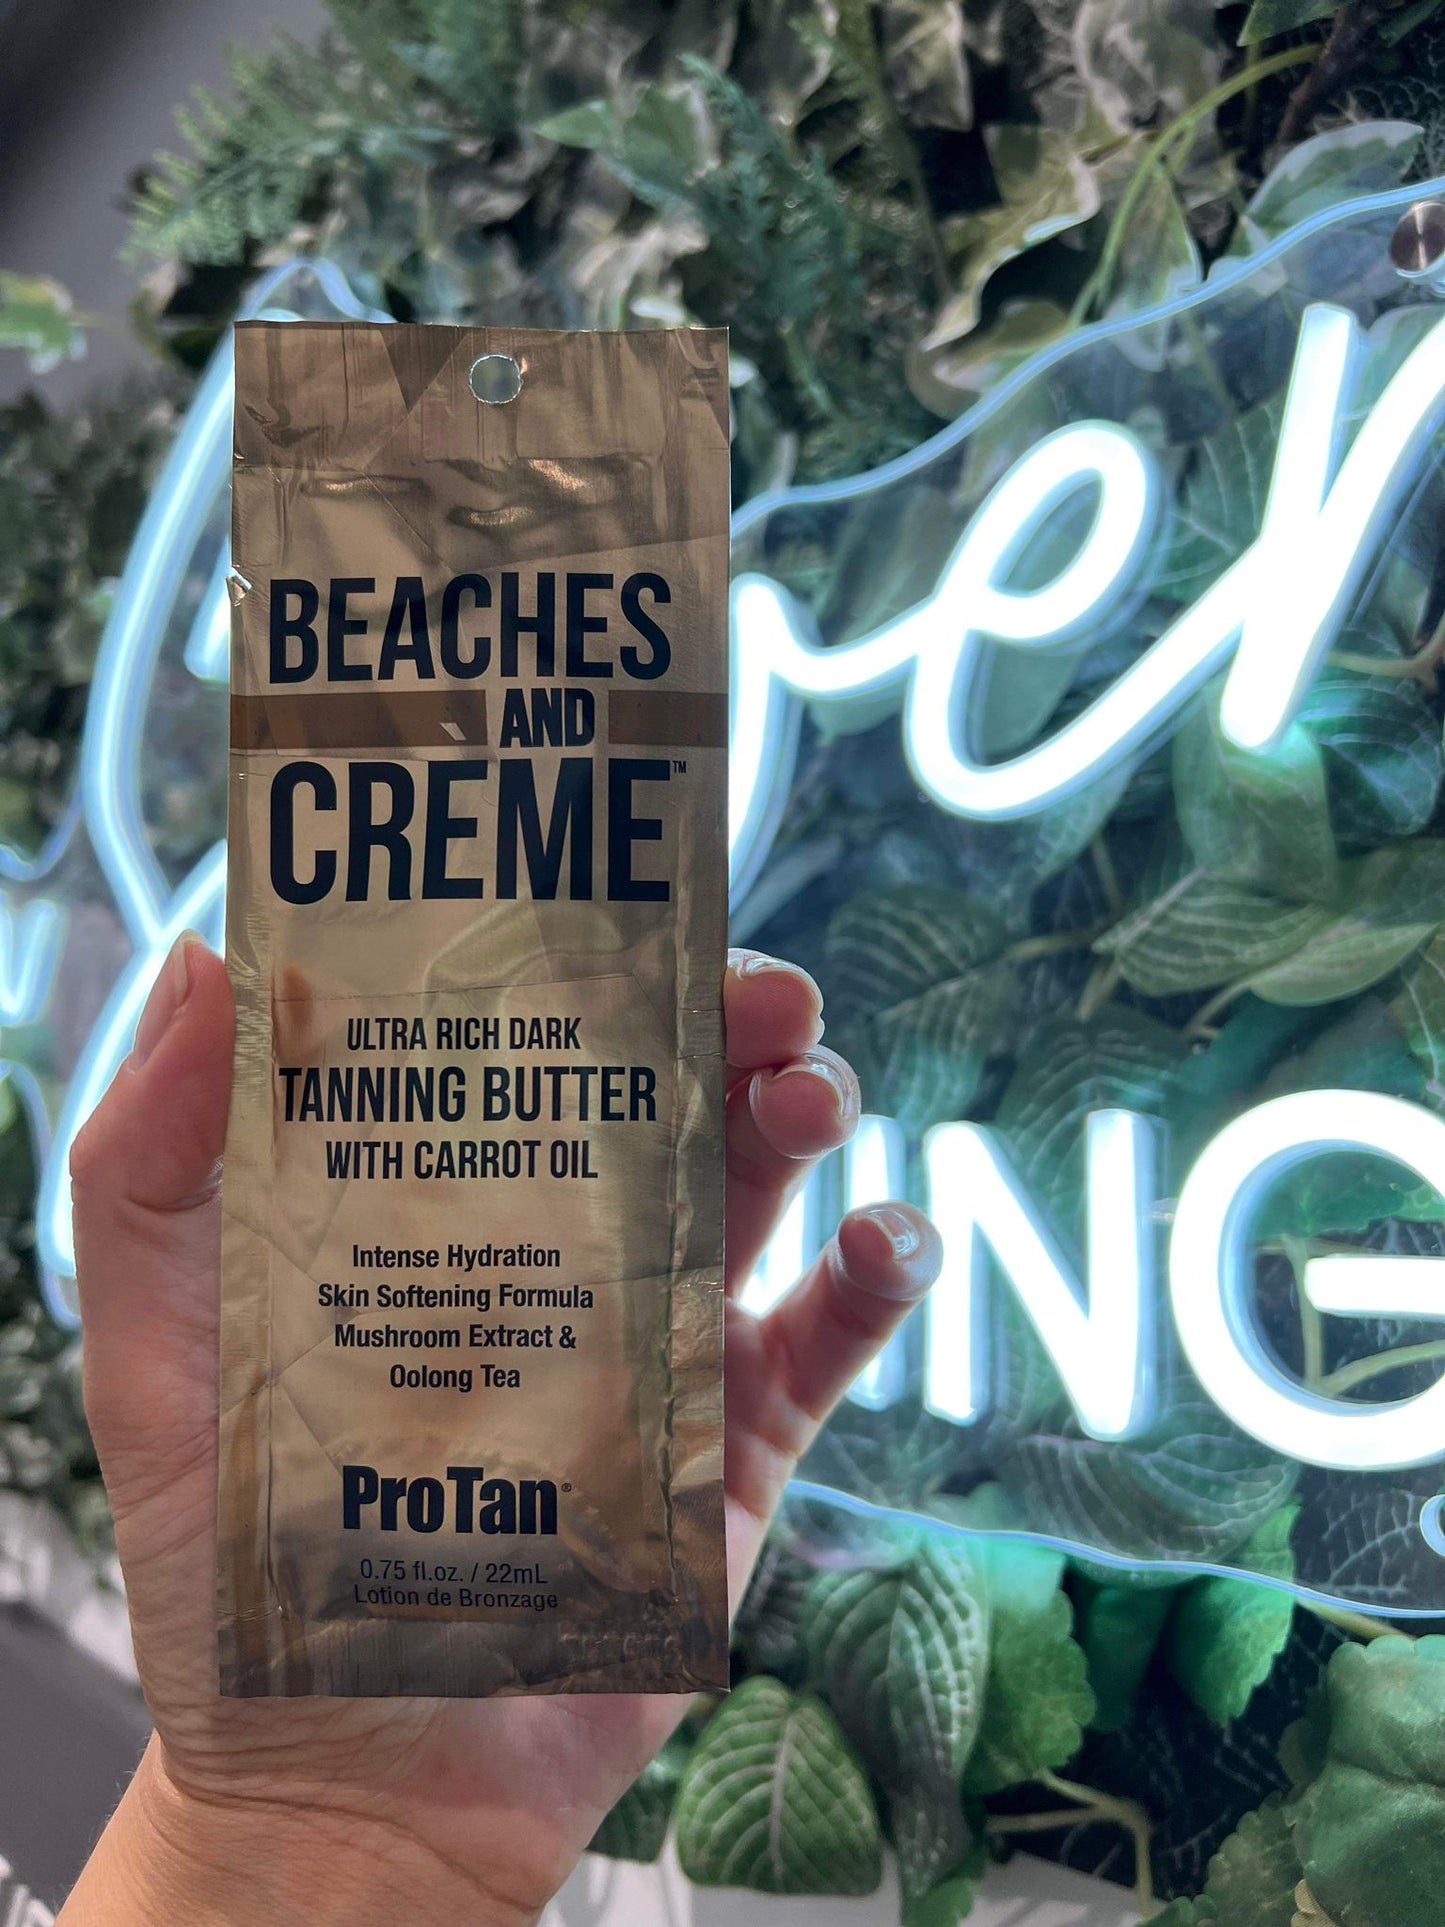 BEACHES
AND
CREME™
ULTRA RICH DARK
TANNING BUTTER
WITH CARROT OIL
Intense Hydration
Skin Softening Formula
Mushroom Extract &
Oolong Tea
ProTan®
0.75 fl.oz. / 22mL
Lotion de Bronzage